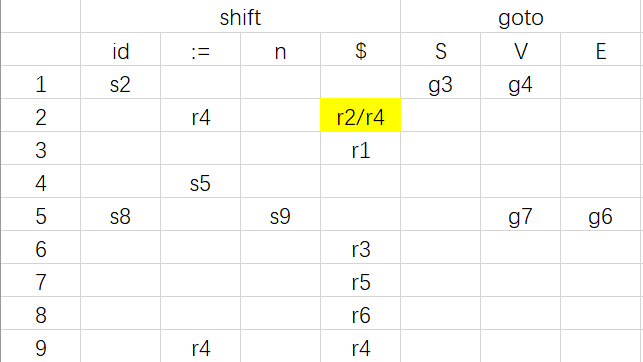 shift goto
id := n $ S V E
1 s2 g3 g4
2 r4 r2/r4
3 r1
4 s5
5 s8 s9 g7 g6
6 r3
7 r5
8 r6
9 r4 r4